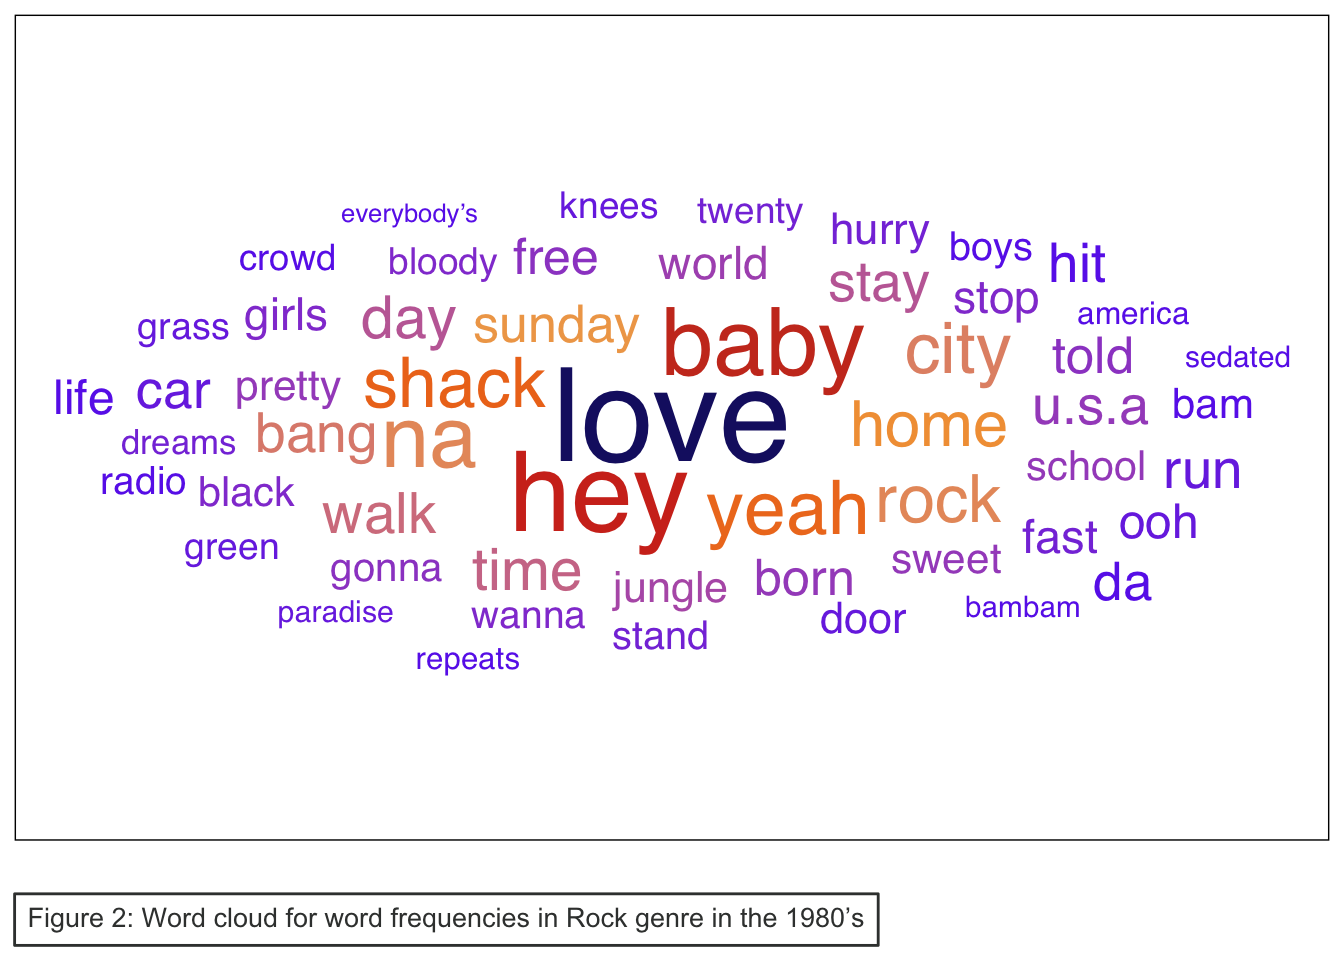 everybody’s knees twenty hurry
crowd bloody free world boys hit
grass girls day sunday stay stop america
life car pretty shack baby city told sedated
dreams bang na love home u.s.a bam
radio black hey yeah rock school run
green walk sweet fast ooh
gonna time jungle born da
paradise wanna stand door bambam
repeats
Figure 2: Word cloud for word frequencies in Rock genre in the 1980’s